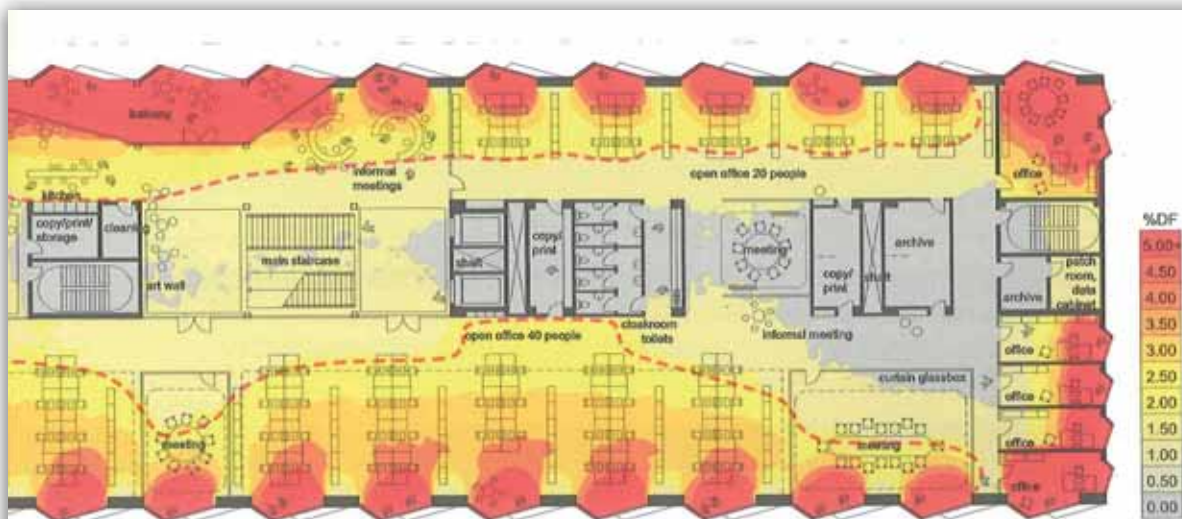 balcony
informal
meetings
open office 20 people
office
kitchen
copy/print/
storage
cleaning
art wall
main staircase
shaft
copy/
print
meeting
copy/
print
shaft
archive
archive
patch
room,
data
cabinet
open office 40 people
cloakroom
toilets
informal meeting
curtain glassbox
office
office
office
office
meeting
meeting
%DF
5.00+
4.50
4.00
3.50
3.00
2.50
2.00
1.50
1.00
0.50
0.00